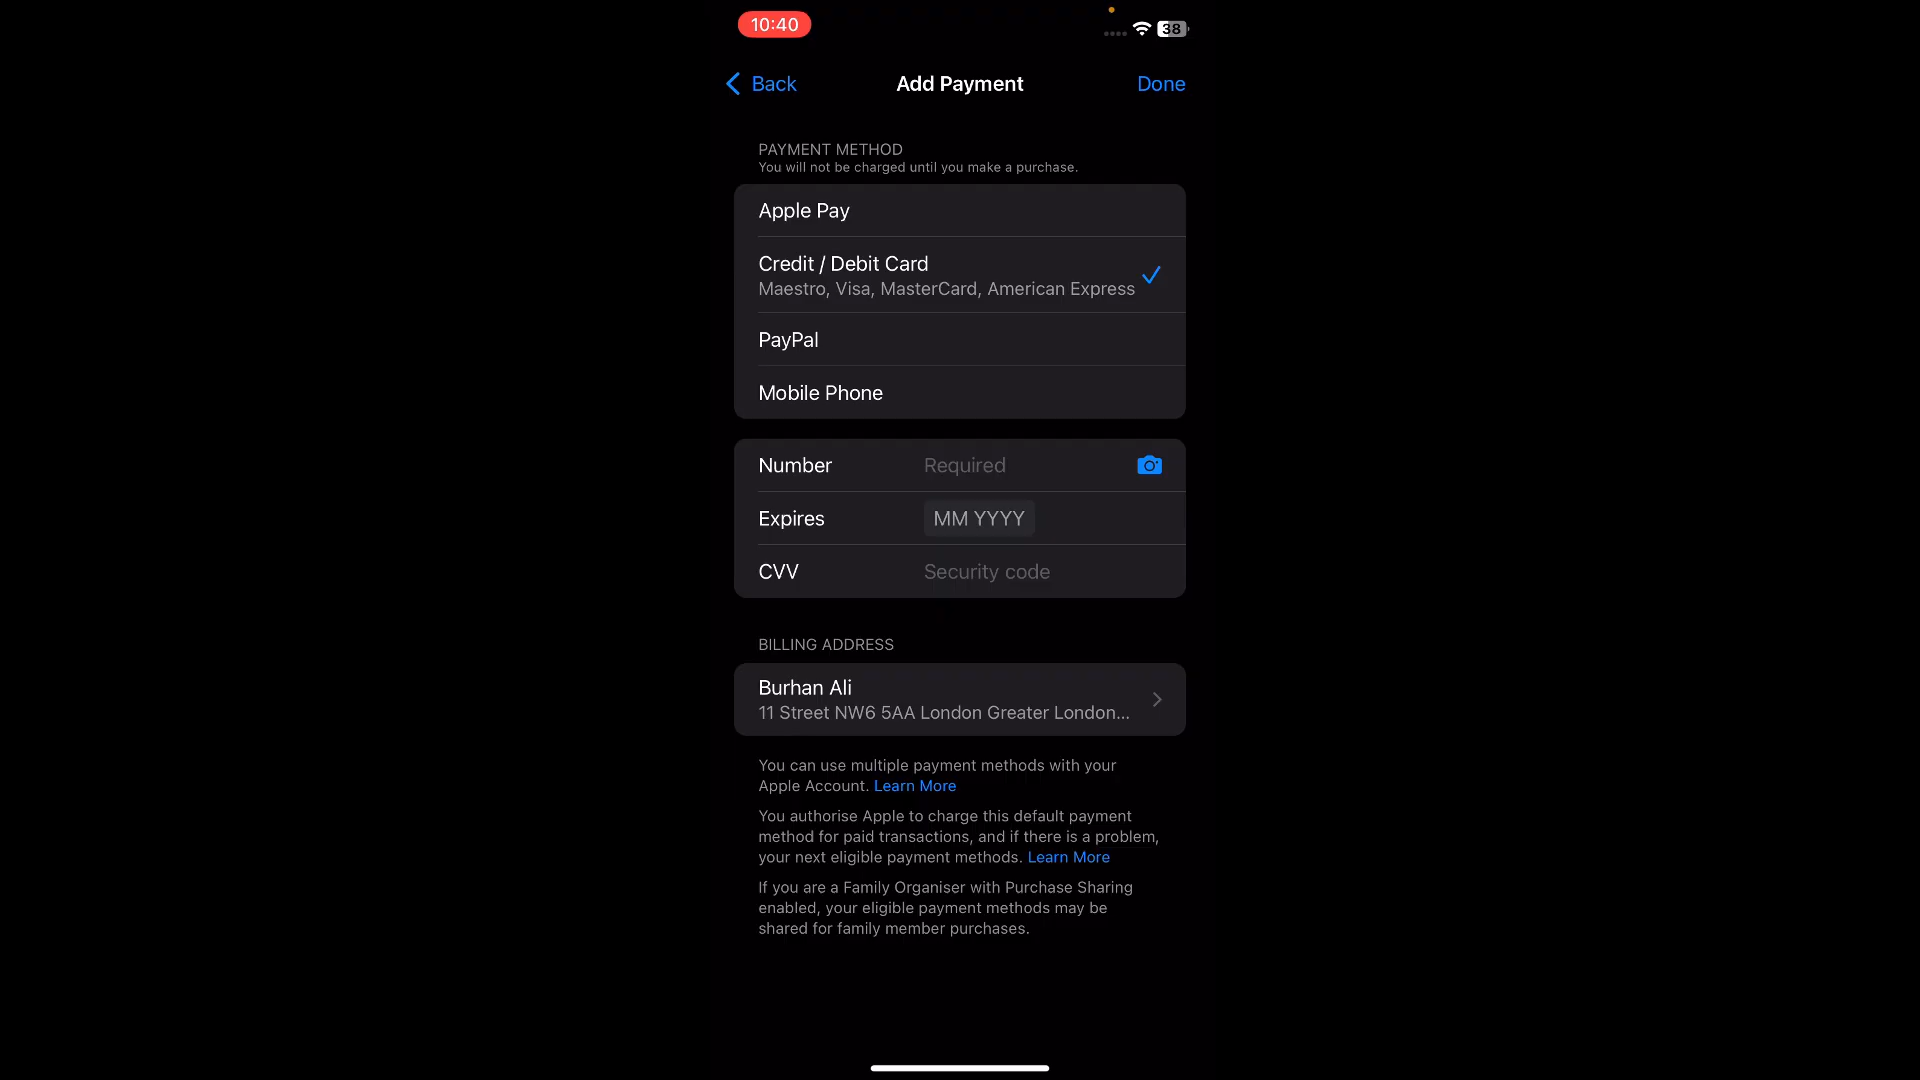 10:40
38
Back
Add Payment
Done
PAYMENT METHOD
You will not be charged until you make a purchase.
Apple Pay
Credit / Debit Card
Maestro, Visa, MasterCard, American Express
PayPal
Mobile Phone
Number Required
Expires MM YYYY
CVV Security code
BILLING ADDRESS
Burhan Ali
11 Street NW6 5AA London Greater London...
You can use multiple payment methods with your
Apple Account. Learn More
You authorise Apple to charge this default payment
method for paid transactions, and if there is a problem,
your next eligible payment methods. Learn More
If you are a Family Organiser with Purchase Sharing
enabled, your eligible payment methods may be
shared for family member purchases.